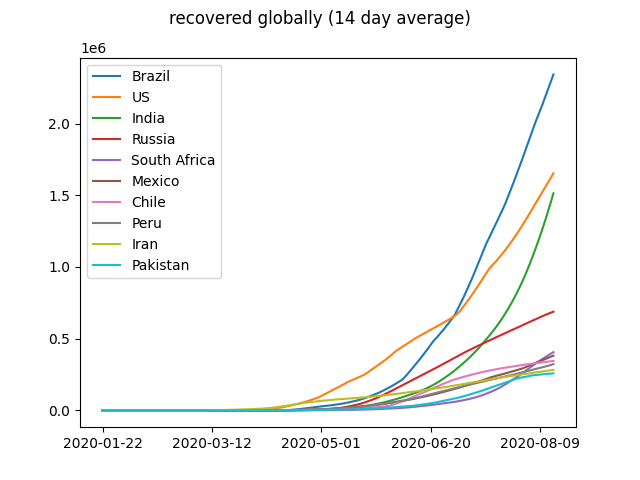 recovered globally (14 day average)
1e6
Brazil
US
India
Russia
South Africa
Mexico
Chile
Peru
Iran
Pakistan
2.0
1.5
1.0
0.5
0.0
2020-01-22 2020-03-12 2020-05-01 2020-06-20 2020-08-09